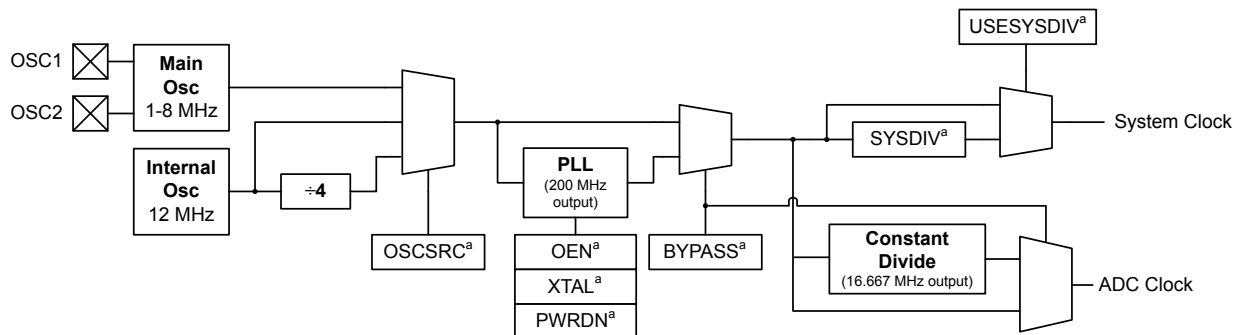 USESYSDIVa
OSC1
OSC2
Main
Osc
1-8 MHz
Internal
Osc
12 MHz
÷4
OSCSRCa
PLL
(200 MHz
output)
OENa
XTALa
PWRDNa
BYPASSa
SYSDIVa
System Clock
Constant
Divide
(16.667 MHz output)
ADC Clock